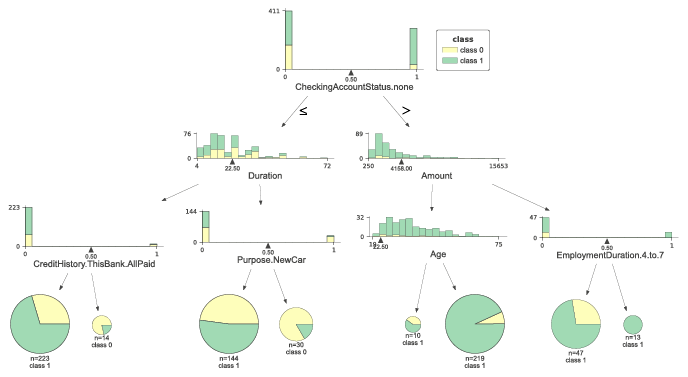 411
0
0
0.50
1
CheckingAccountStatus.none
class
class 0
class 1
≤
>
76
0
4
22.50
72
Duration
89
0
250
4158.00
15653
Amount
223
0
0
0.50
1
CreditHistory.ThisBank.AllPaid
144
0
0
0.50
1
Purpose.NewCar
32
0
19
22.50
75
Age
47
0
0
0.50
1
EmploymentDuration.4.to.7
n=223
class 1
n=14
class 0
n=144
class 1
n=30
class 0
n=10
class 1
n=219
class 1
n=47
class 1
n=13
class 1